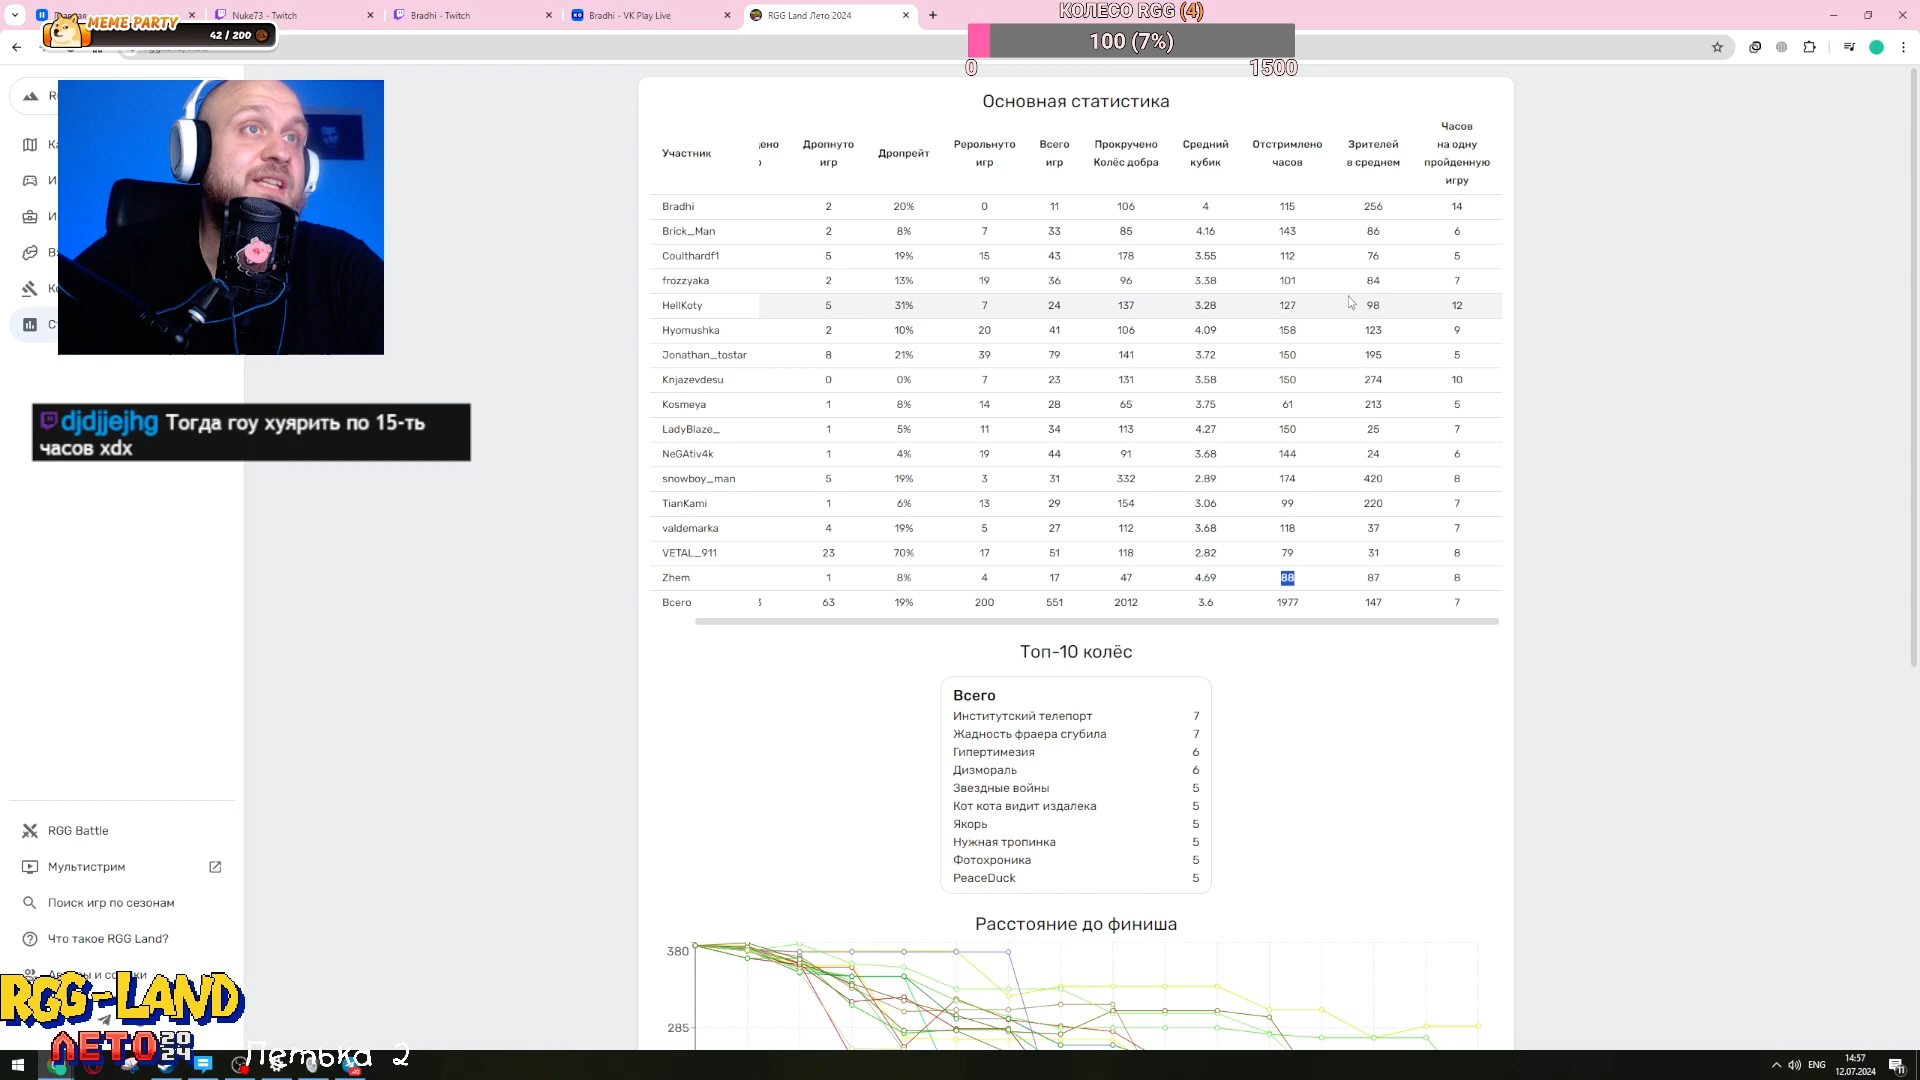 Nuke73 - Twitch
Bradhi - Twitch
Bradhi - VK Play Live
RGG Land Лето 2024
MEME PARTY
42 / 200
КОЛЕСО RGG (4)
100 (7%)
0
1500
Основная статистика
Участник
Дропнуто игр
Дропрейт
Рерольнуто игр
Всего игр
Прокручено Колёс добра
Средний кубик
Отстримлено часов
Зрителей в среднем
Часов на одну пройденную игру
Bradhi 2 20% 0 11 106 4 115 256 14
Brick_Man 2 8% 7 33 85 4.16 143 86 6
Coulthardf1 5 19% 15 43 178 3.55 112 76 5
frozzyaka 2 13% 19 36 96 3.38 101 84 7
HellKoty 5 31% 7 24 137 3.28 127 98 12
Hyomushka 2 10% 20 41 106 4.09 158 123 9
Jonathan_tostar 8 21% 39 79 141 3.72 150 195 5
Knjazevdesu 0 0% 7 23 131 3.58 150 274 10
Kosmeya 1 8% 14 28 65 3.75 61 213 5
LadyBlaze_ 1 5% 11 34 113 4.27 150 25 7
NeGAtiv4k 1 4% 19 44 91 3.68 144 24 6
snowboy_man 5 19% 3 31 332 2.89 174 420 8
TianKami 1 6% 13 29 154 3.06 99 220 7
valdemarka 4 19% 5 27 112 3.68 118 37 7
VETAL_911 23 70% 17 51 118 2.82 79 31 8
Zhem 1 8% 4 17 47 4.69 88 87 8
Всего 63 19% 200 551 2012 3.6 1977 147 7
djdjjejhg Тогда гоу хуярить по 15-ть
часов xdx
Топ-10 колёс
Всего
Институтский телепорт 7
Жадность фраера сгубила 7
Гипертимезия 6
Дизмораль 6
Звездные войны 5
Кот кота видит издалека 5
Якорь 5
Нужная тропинка 5
Фотохроника 5
PeaceDuck 5
Расстояние до финиша
380
285
RGG Battle
Мультистрим
Поиск игр по сезонам
Что такое RGG Land?
RGG-LAND
ЛЕТО 2024
Петька 2
ENG
14:57
12.07.2024